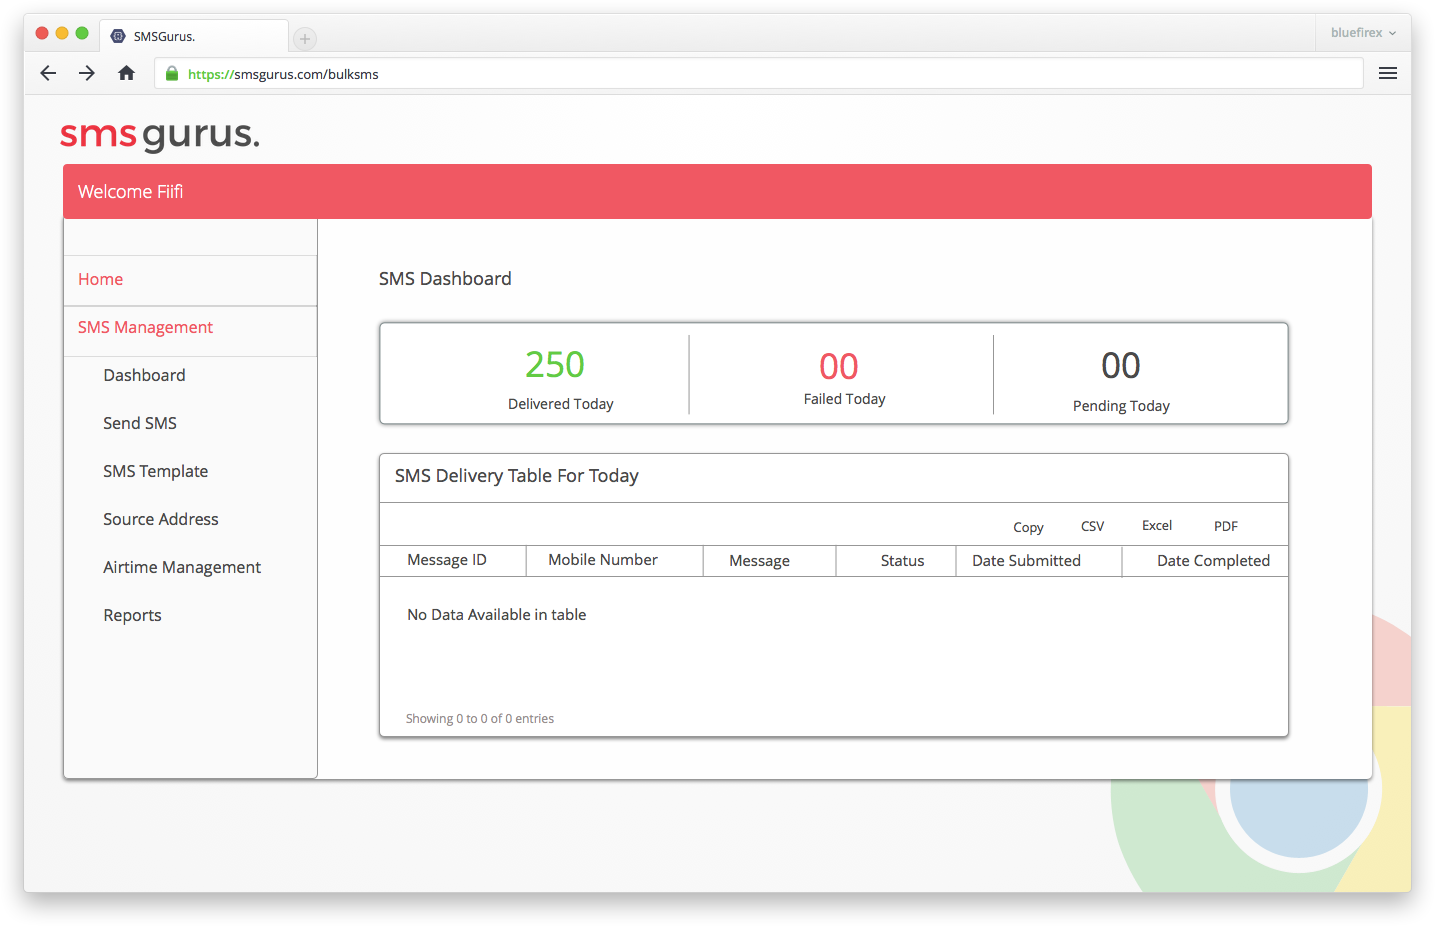 SMSGurus.
bluefirex
https://smsgurus.com/bulksms
smsgurus.
Welcome Fiifi
Home
SMS Management
Dashboard
Send SMS
SMS Template
Source Address
Airtime Management
Reports
SMS Dashboard
250 00 00
Delivered Today Failed Today Pending Today
SMS Delivery Table For Today
Copy CSV Excel PDF
Message ID Mobile Number Message Status Date Submitted Date Completed
No Data Available in table
Showing 0 to 0 of 0 entries